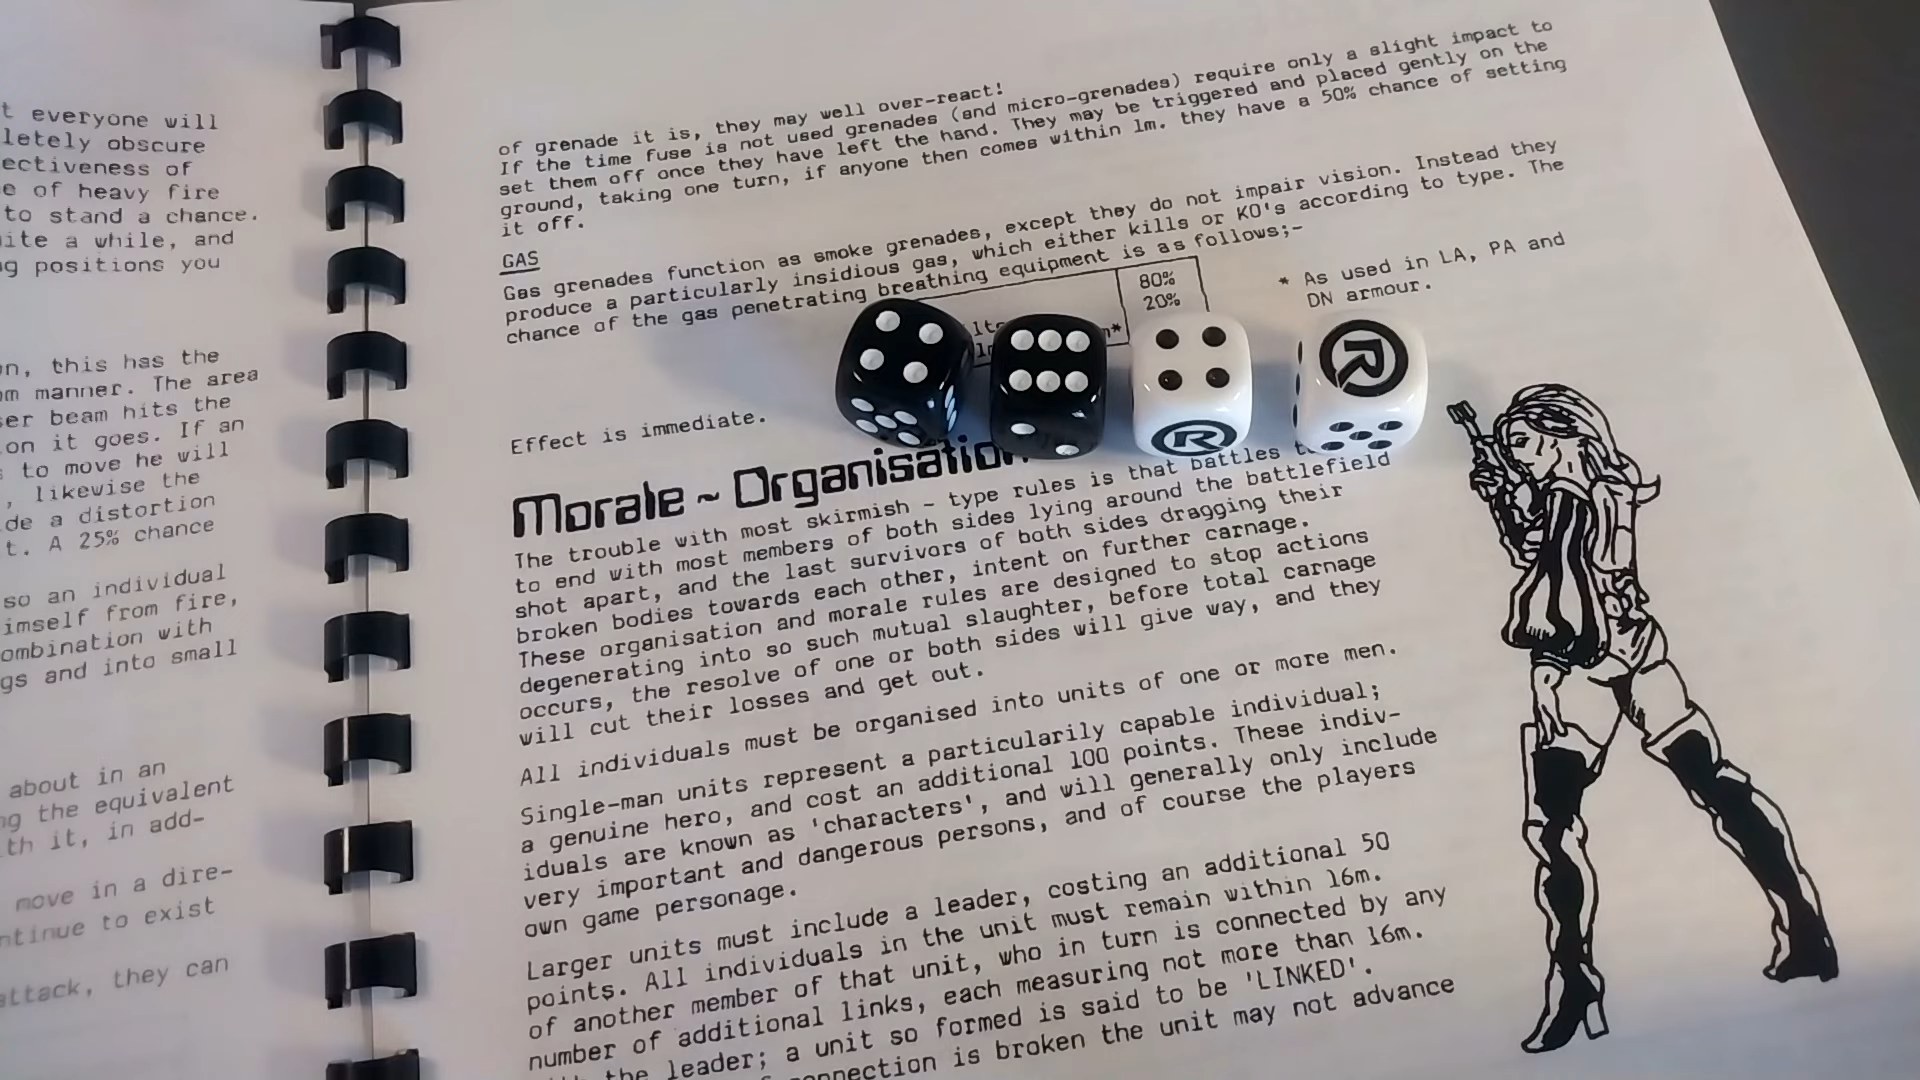 t everyone will
letely obscure
ectiveness of
e of heavy fire
to stand a chance.
ite a while, and
g positions you
n, this has the
m manner. The area
ser beam hits the
on it goes. If an
to move he will
, likewise the
de a distortion
t. A 25% chance
so an individual
imself from fire,
ombination with
gs and into small
about in an
ng the equivalent
th it, in add-
move in a dire-
ntinue to exist
attack, they can
of grenade it is, they may well over-react!
If the time fuse is not used grenades (and micro-grenades) require only a slight impact to
set them off once they have left the hand. They may be triggered and placed gently on the
ground, taking one turn, if anyone then comes within 1m. they have a 50% chance of setting
it off.
GAS
Gas grenades function as smoke grenades, except they do not impair vision. Instead they
produce a particularly insidious gas, which either kills or KO's according to type. The
chance of the gas penetrating breathing equipment is as follows;-
80%
20%
* As used in LA, PA and
DN armour.
Effect is immediate.
Morale ~ Organisation
The trouble with most skirmish - type rules is that battles
to end with most members of both sides lying around the battlefield
shot apart, and the last survivors of both sides dragging their
broken bodies towards each other, intent on further carnage.
These organisation and morale rules are designed to stop actions
degenerating into so such mutual slaughter, before total carnage
occurs, the resolve of one or both sides will give way, and they
will cut their losses and get out.
All individuals must be organised into units of one or more men.
Single-man units represent a particularily capable individual;
a genuine hero, and cost an additional 100 points. These indiv-
iduals are known as 'characters', and will generally only include
very important and dangerous persons, and of course the players
own game personage.
Larger units must include a leader, costing an additional 50
points. All individuals in the unit must remain within 16m.
of another member of that unit, who in turn is connected by any
number of additional links, each measuring not more than 16m.
the leader; a unit so formed is said to be 'LINKED'.
connection is broken the unit may not advance